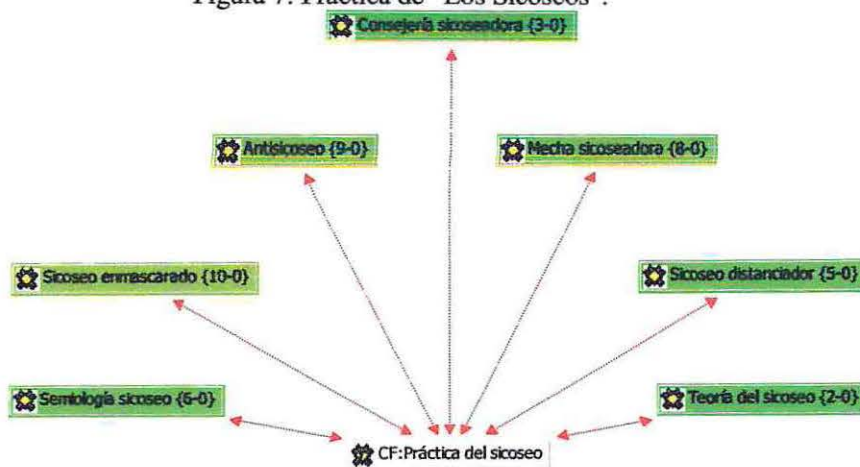 Figura 7. Práctica de "Los Sicoseos".
Consejería sicoseadora {3-0}
Antisicoseo {9-0}
Mecha sicoseadora {8-0}
Sicoseo enmascarado {10-0}
Sicoseo distanciador {5-0}
Semiología sicoseo {6-0}
Teoría del sicoseo {2-0}
CF:Práctica del sicoseo